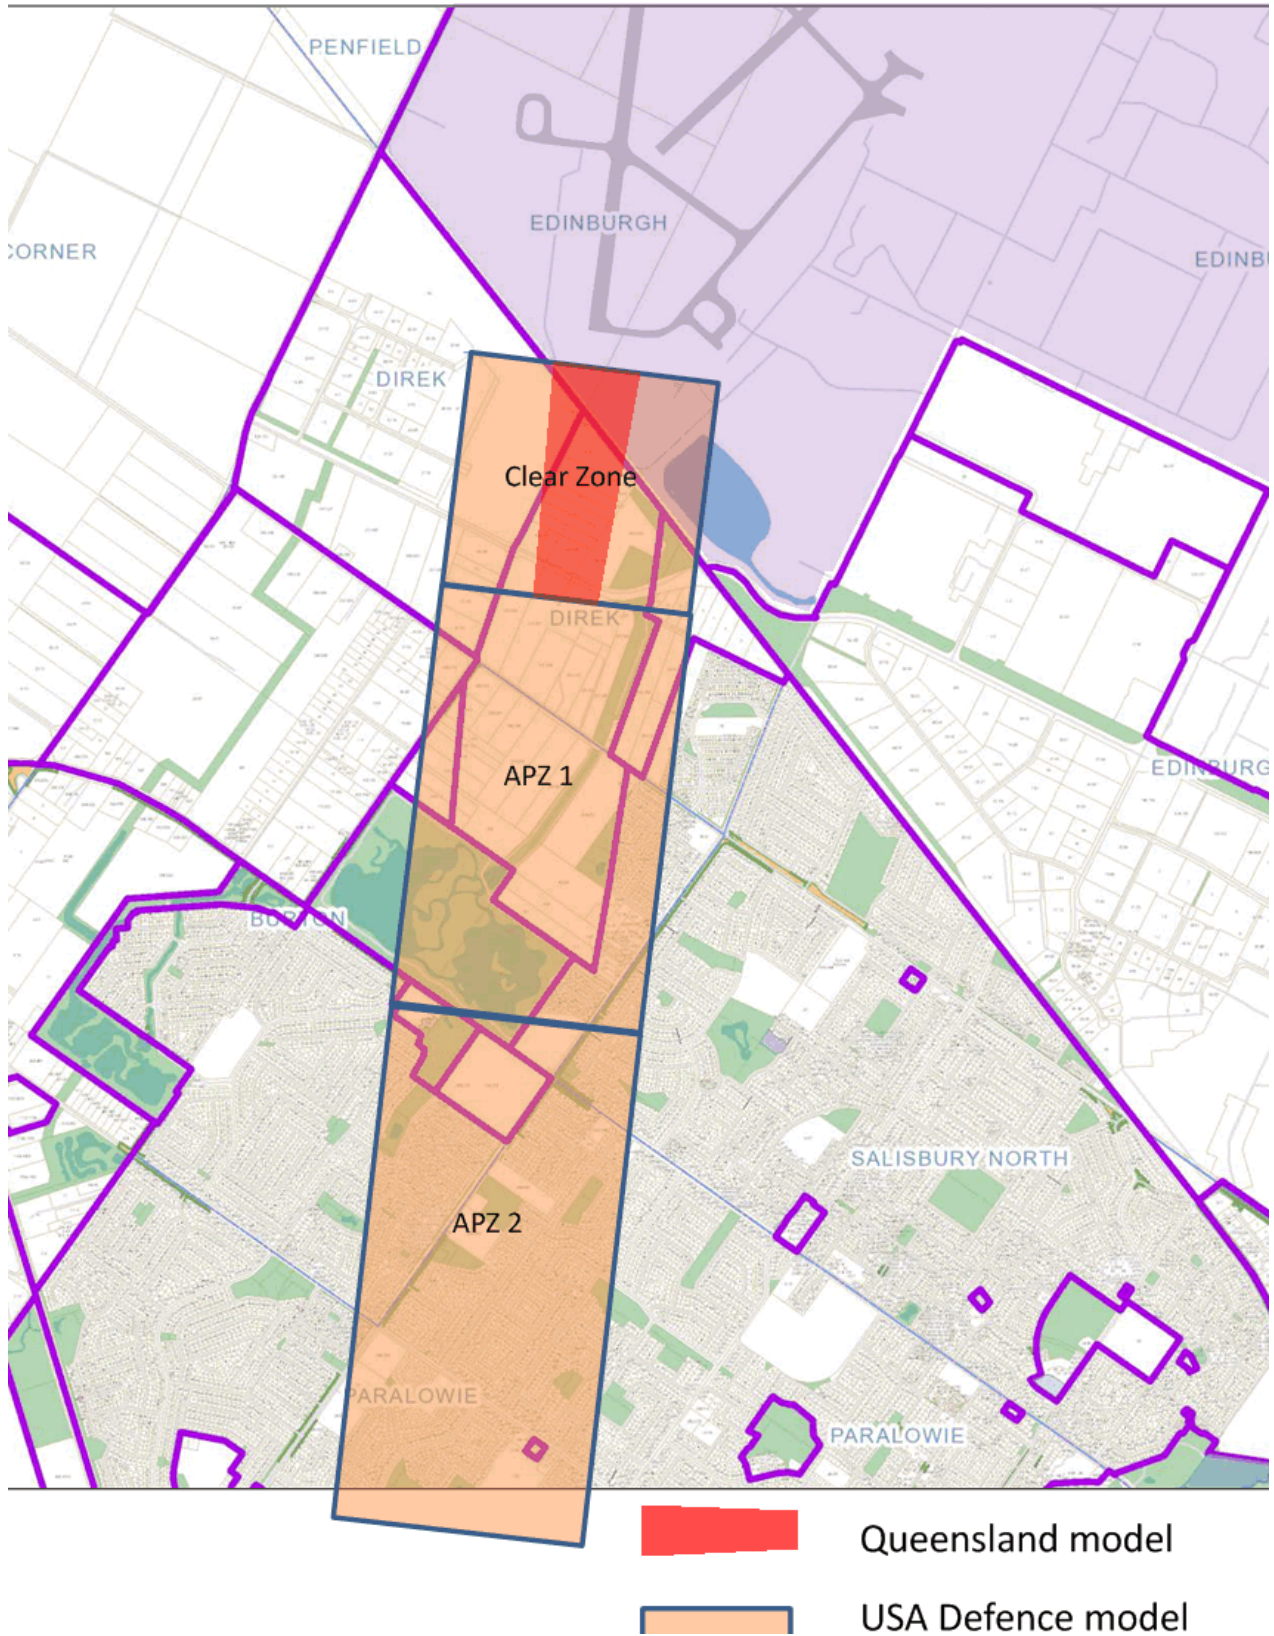 PENFIELD
EDINBURGH
CORNER
EDINBU
DIREK
Clear Zone
DIREK
APZ 1
EDINBURG
BURTON
SALISBURY NORTH
APZ 2
PARALOWIE
PARALOWIE
Queensland model
USA Defence model